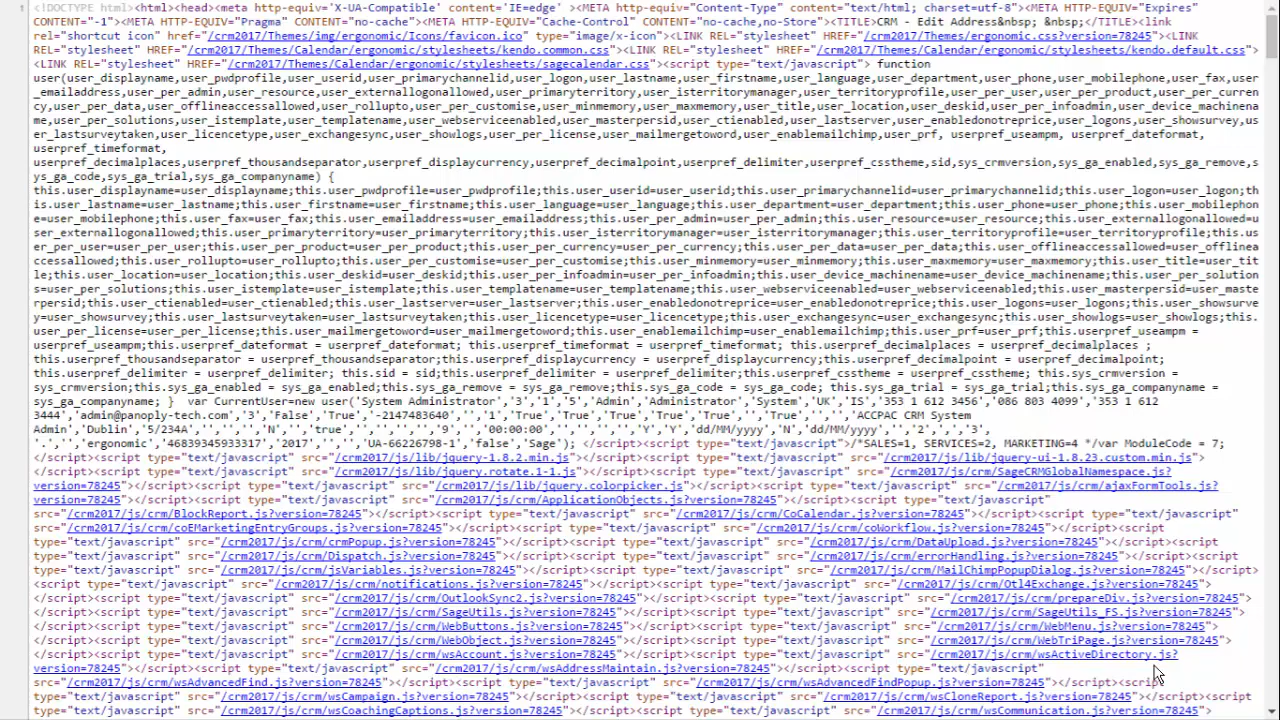 1 <!DOCTYPE html><html><head><meta http-equiv='X-UA-Compatible' content='IE=edge' ><META HTTP-EQUIV="Content-Type" content="text/html; charset=utf-8"><META HTTP-EQUIV="Expires"
CONTENT="-1"><META HTTP-EQUIV="Pragma" CONTENT="no-cache"><META HTTP-EQUIV="Cache-Control" CONTENT="no-cache,no-Store"><TITLE>CRM - Edit Address&nbsp; &nbsp;</TITLE><link
rel="shortcut icon" href="/crm2017/Themes/img/ergonomic/Icons/favicon.ico" type="image/x-icon"><LINK REL="stylesheet" HREF="/crm2017/Themes/ergonomic.css?version=78245"><LINK
REL="stylesheet" HREF="/crm2017/Themes/Calendar/ergonomic/stylesheets/kendo.common.css"><LINK REL="stylesheet" HREF="/crm2017/Themes/Calendar/ergonomic/stylesheets/kendo.default.css">
<LINK REL="stylesheet" HREF="/crm2017/Themes/Calendar/ergonomic/stylesheets/sagecalendar.css"><script type="text/javascript"> function
user(user_displayname,user_pwdprofile,user_userid,user_primarychannelid,user_logon,user_lastname,user_firstname,user_language,user_department,user_phone,user_mobilephone,user_fax,user
_emailaddress,user_per_admin,user_resource,user_externallogonallowed,user_primaryterritory,user_isterritorymanager,user_territoryprofile,user_per_user,user_per_product,user_per_curren
cy,user_per_data,user_offlineaccessallowed,user_rollupto,user_per_customise,user_minmemory,user_maxmemory,user_title,user_location,user_deskid,user_per_infoadmin,user_device_machinena
me,user_per_solutions,user_istemplate,user_templatename,user_webserviceenabled,user_masterpersid,user_ctienabled,user_lastserver,user_enabledonotreprice,user_logons,user_showsurvey,us
er_lastsurveytaken,user_licencetype,user_exchangesync,user_showlogs,user_per_license,user_mailmergetoword,user_enablemailchimp,user_prf, userpref_useampm, userpref_dateformat,
userpref_timeformat,
userpref_decimalplaces,userpref_thousandseparator,userpref_displaycurrency,userpref_decimalpoint,userpref_delimiter,userpref_csstheme,sid,sys_crmversion,sys_ga_enabled,sys_ga_remove,s
ys_ga_code,sys_ga_trial,sys_ga_companyname) {
this.user_displayname=user_displayname;this.user_pwdprofile=user_pwdprofile;this.user_userid=user_userid;this.user_primarychannelid=user_primarychannelid;this.user_logon=user_logon;th
is.user_lastname=user_lastname;this.user_firstname=user_firstname;this.user_language=user_language;this.user_department=user_department;this.user_phone=user_phone;this.user_mobilephon
e=user_mobilephone;this.user_fax=user_fax;this.user_emailaddress=user_emailaddress;this.user_per_admin=user_per_admin;this.user_resource=user_resource;this.user_externallogonallowed=u
ser_externallogonallowed;this.user_primaryterritory=user_primaryterritory;this.user_isterritorymanager=user_isterritorymanager;this.user_territoryprofile=user_territoryprofile;this.us
er_per_user=user_per_user;this.user_per_product=user_per_product;this.user_per_currency=user_per_currency;this.user_per_data=user_per_data;this.user_offlineaccessallowed=user_offlinea
ccessallowed;this.user_rollupto=user_rollupto;this.user_per_customise=user_per_customise;this.user_minmemory=user_minmemory;this.user_maxmemory=user_maxmemory;this.user_title=user_tit
le;this.user_location=user_location;this.user_deskid=user_deskid;this.user_per_infoadmin=user_per_infoadmin;this.user_device_machinename=user_device_machinename;this.user_per_solution
s=user_per_solutions;this.user_istemplate=user_istemplate;this.user_templatename=user_templatename;this.user_webserviceenabled=user_webserviceenabled;this.user_masterpersid=user_maste
rpersid;this.user_ctienabled=user_ctienabled;this.user_lastserver=user_lastserver;this.user_enabledonotreprice=user_enabledonotreprice;this.user_logons=user_logons;this.user_showsurve
y=user_showsurvey;this.user_lastsurveytaken=user_lastsurveytaken;this.user_licencetype=user_licencetype;this.user_exchangesync=user_exchangesync;this.user_showlogs=user_showlogs;this.
user_per_license=user_per_license;this.user_mailmergetoword=user_mailmergetoword;this.user_enablemailchimp=user_enablemailchimp;this.user_prf=user_prf;this.userpref_useampm =
userpref_useampm;this.userpref_dateformat = userpref_dateformat; this.userpref_timeformat = userpref_timeformat; this.userpref_decimalplaces = userpref_decimalplaces ;
this.userpref_thousandseparator = userpref_thousandseparator;this.userpref_displaycurrency = userpref_displaycurrency;this.userpref_decimalpoint = userpref_decimalpoint;
this.userpref_delimiter = userpref_delimiter; this.sid = sid;this.userpref_delimiter = userpref_delimiter;this.userpref_csstheme = userpref_csstheme; this.sys_crmversion =
sys_crmversion;this.sys_ga_enabled = sys_ga_enabled;this.sys_ga_remove = sys_ga_remove;this.sys_ga_code = sys_ga_code; this.sys_ga_trial = sys_ga_trial;this.sys_ga_companyname =
sys_ga_companyname; }  var CurrentUser=new user('System Administrator','3','1','5','Admin','Administrator','System','UK','IS','353 1 612 3456','086 803 4099','353 1 612
3444','admin@panoply-tech.com','3','False','True','-2147483640','','1','True','True','True','True','True','','True','','','ACCPAC CRM System
Admin','Dublin','5/234A','','','','N','','true','','','','9','','00:00:00','','','','','Y','Y','dd/MM/yyyy','N','dd/MM/yyyy','','2','','3',
'.','','','ergonomic','46839345933317','2017','','','UA-66226798-1','false','Sage'); </script><script type="text/javascript">/*SALES=1, SERVICES=2, MARKETING=4 */var ModuleCode = 7;
</script><script type="text/javascript" src="/crm2017/js/lib/jquery-1.8.2.min.js"></script><script type="text/javascript" src="/crm2017/js/lib/jquery-ui-1.8.23.custom.min.js">
</script><script type="text/javascript" src="/crm2017/js/lib/jquery.rotate.1-1.js"></script><script type="text/javascript" src="/crm2017/js/crm/SageCRMGlobalNamespace.js?
version=78245"></script><script type="text/javascript" src="/crm2017/js/lib/jquery.colorpicker.js"></script><script type="text/javascript" src="/crm2017/js/crm/ajaxFormTools.js?
version=78245"></script><script type="text/javascript" src="/crm2017/js/crm/ApplicationObjects.js?version=78245"></script><script type="text/javascript"
src="/crm2017/js/crm/BlockReport.js?version=78245"></script><script type="text/javascript" src="/crm2017/js/crm/CoCalendar.js?version=78245"></script><script type="text/javascript"
src="/crm2017/js/crm/coEMarketingEntryGroups.js?version=78245"></script><script type="text/javascript" src="/crm2017/js/crm/coWorkflow.js?version=78245"></script><script
type="text/javascript" src="/crm2017/js/crm/crmPopup.js?version=78245"></script><script type="text/javascript" src="/crm2017/js/crm/DataUpload.js?version=78245"></script><script
type="text/javascript" src="/crm2017/js/crm/Dispatch.js?version=78245"></script><script type="text/javascript" src="/crm2017/js/crm/errorHandling.js?version=78245"></script><script
type="text/javascript" src="/crm2017/js/crm/jsVariables.js?version=78245"></script><script type="text/javascript" src="/crm2017/js/crm/MailChimpPopupDialog.js?version=78245"></script>
<script type="text/javascript" src="/crm2017/js/crm/notifications.js?version=78245"></script><script type="text/javascript" src="/crm2017/js/crm/Otl4Exchange.js?version=78245">
</script><script type="text/javascript" src="/crm2017/js/crm/OutlookSync2.js?version=78245"></script><script type="text/javascript" src="/crm2017/js/crm/prepareDiv.js?version=78245">
</script><script type="text/javascript" src="/crm2017/js/crm/SageUtils.js?version=78245"></script><script type="text/javascript" src="/crm2017/js/crm/SageUtils_FS.js?version=78245">
</script><script type="text/javascript" src="/crm2017/js/crm/WebButtons.js?version=78245"></script><script type="text/javascript" src="/crm2017/js/crm/WebMenu.js?version=78245">
</script><script type="text/javascript" src="/crm2017/js/crm/WebObject.js?version=78245"></script><script type="text/javascript" src="/crm2017/js/crm/WebTriPage.js?version=78245">
</script><script type="text/javascript" src="/crm2017/js/crm/wsAccount.js?version=78245"></script><script type="text/javascript" src="/crm2017/js/crm/wsActiveDirectory.js?
version=78245"></script><script type="text/javascript" src="/crm2017/js/crm/wsAddressMaintain.js?version=78245"></script><script type="text/javascript"
src="/crm2017/js/crm/wsAdvancedFind.js?version=78245"></script><script type="text/javascript" src="/crm2017/js/crm/wsAdvancedFindPopup.js?version=78245"></script><script
type="text/javascript" src="/crm2017/js/crm/wsCampaign.js?version=78245"></script><script type="text/javascript" src="/crm2017/js/crm/wsCloneReport.js?version=78245"></script><script
type="text/javascript" src="/crm2017/js/crm/wsCoachingCaptions.js?version=78245"></script><script type="text/javascript" src="/crm2017/js/crm/wsCommunication.js?version=78245">